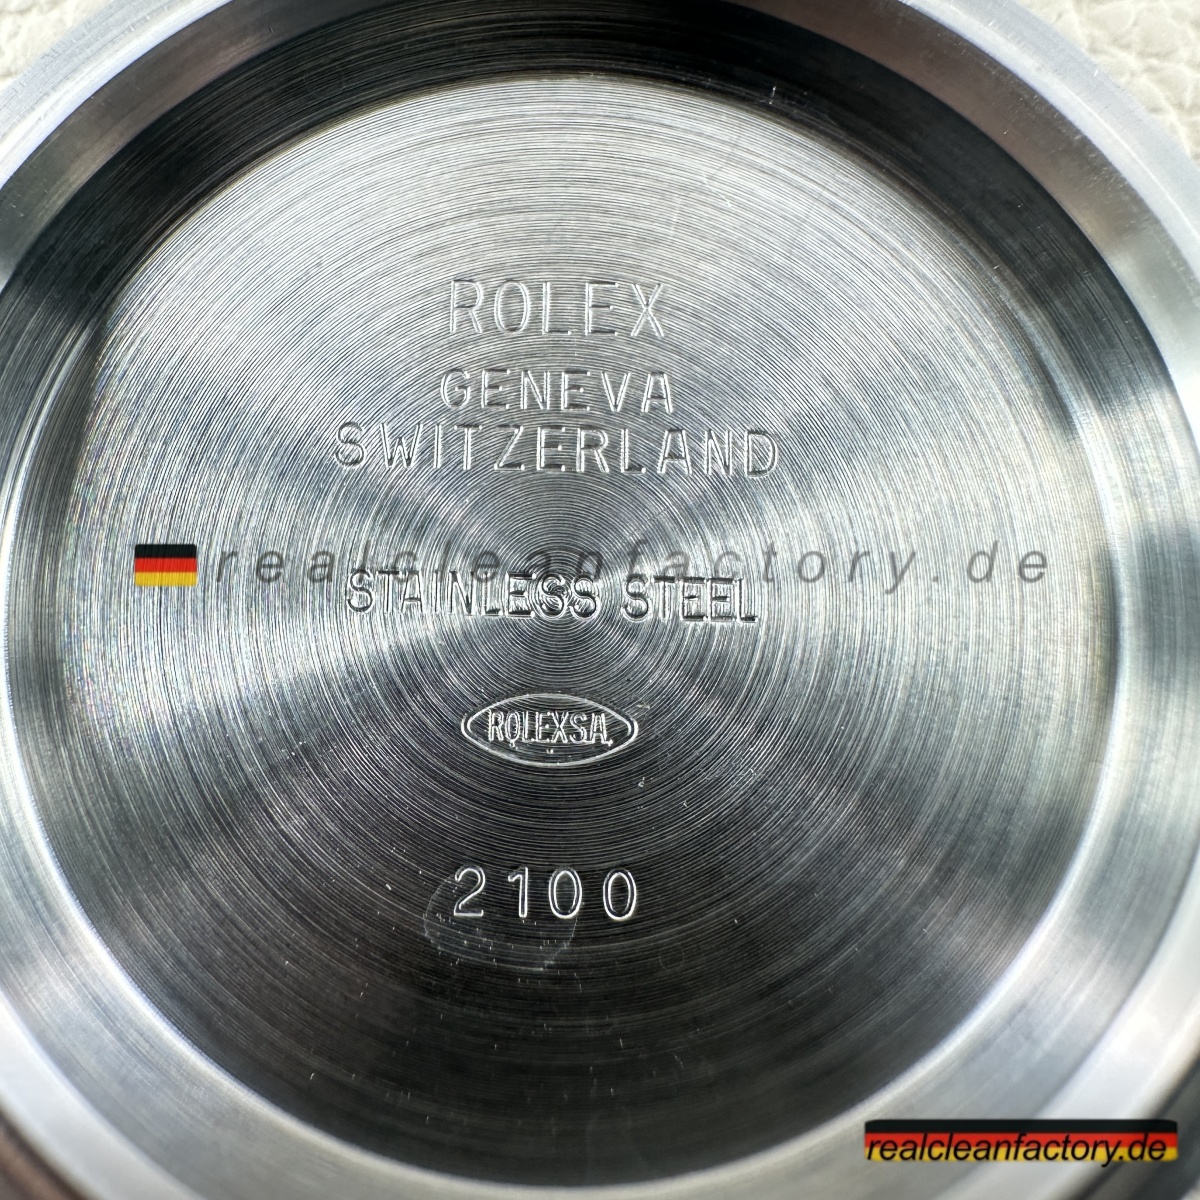 ROLEX
GENEVA
SWITZERLAND
realcleanfactory.de
STAINLESS STEEL
ROLEXSA
2100
realcleanfactory.de